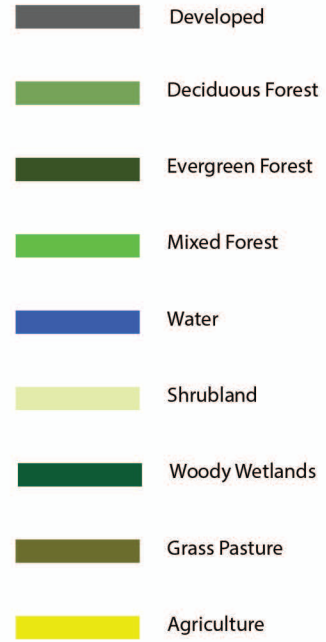 Developed
Deciduous Forest
Evergreen Forest
Mixed Forest
Water
Shrubland
Woody Wetlands
Grass Pasture
Agriculture